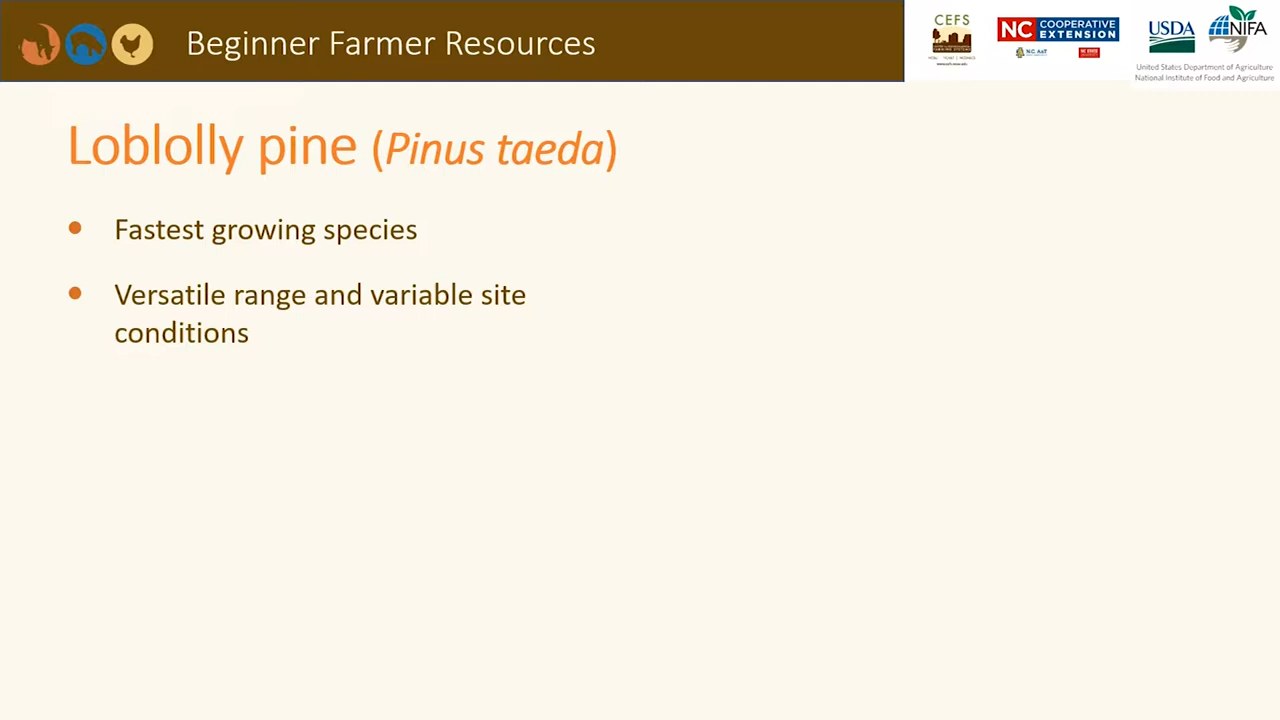 Beginner Farmer Resources
CEFS
NC COOPERATIVE
EXTENSION
USDA
NIFA
United States Department of Agriculture
National Institute of Food and Agriculture
Loblolly pine (Pinus taeda)
• Fastest growing species
• Versatile range and variable site
conditions